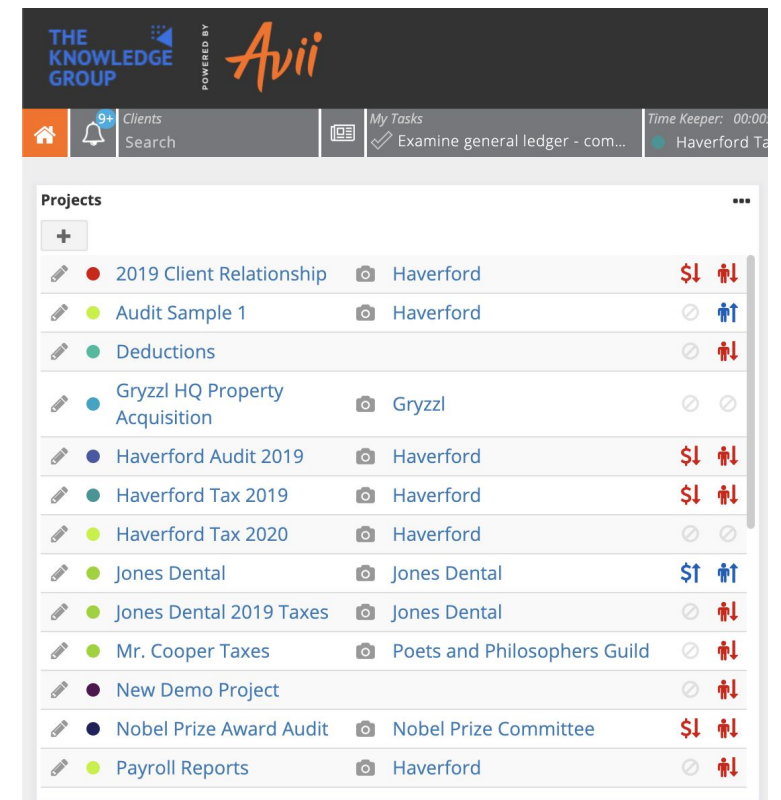 THE
KNOWLEDGE
GROUP
POWERED BY
Avii
9+
Clients
Search
My Tasks
Examine general ledger - com...
Time Keeper: 00:00:
Haverford Ta
Projects
2019 Client Relationship Haverford $
Audit Sample 1 Haverford
Deductions
Gryzzl HQ Property
Acquisition
Gryzzl
Haverford Audit 2019 Haverford $
Haverford Tax 2019 Haverford $
Haverford Tax 2020 Haverford
Jones Dental Jones Dental $
Jones Dental 2019 Taxes Jones Dental
Mr. Cooper Taxes Poets and Philosophers Guild
New Demo Project
Nobel Prize Award Audit Nobel Prize Committee $
Payroll Reports Haverford